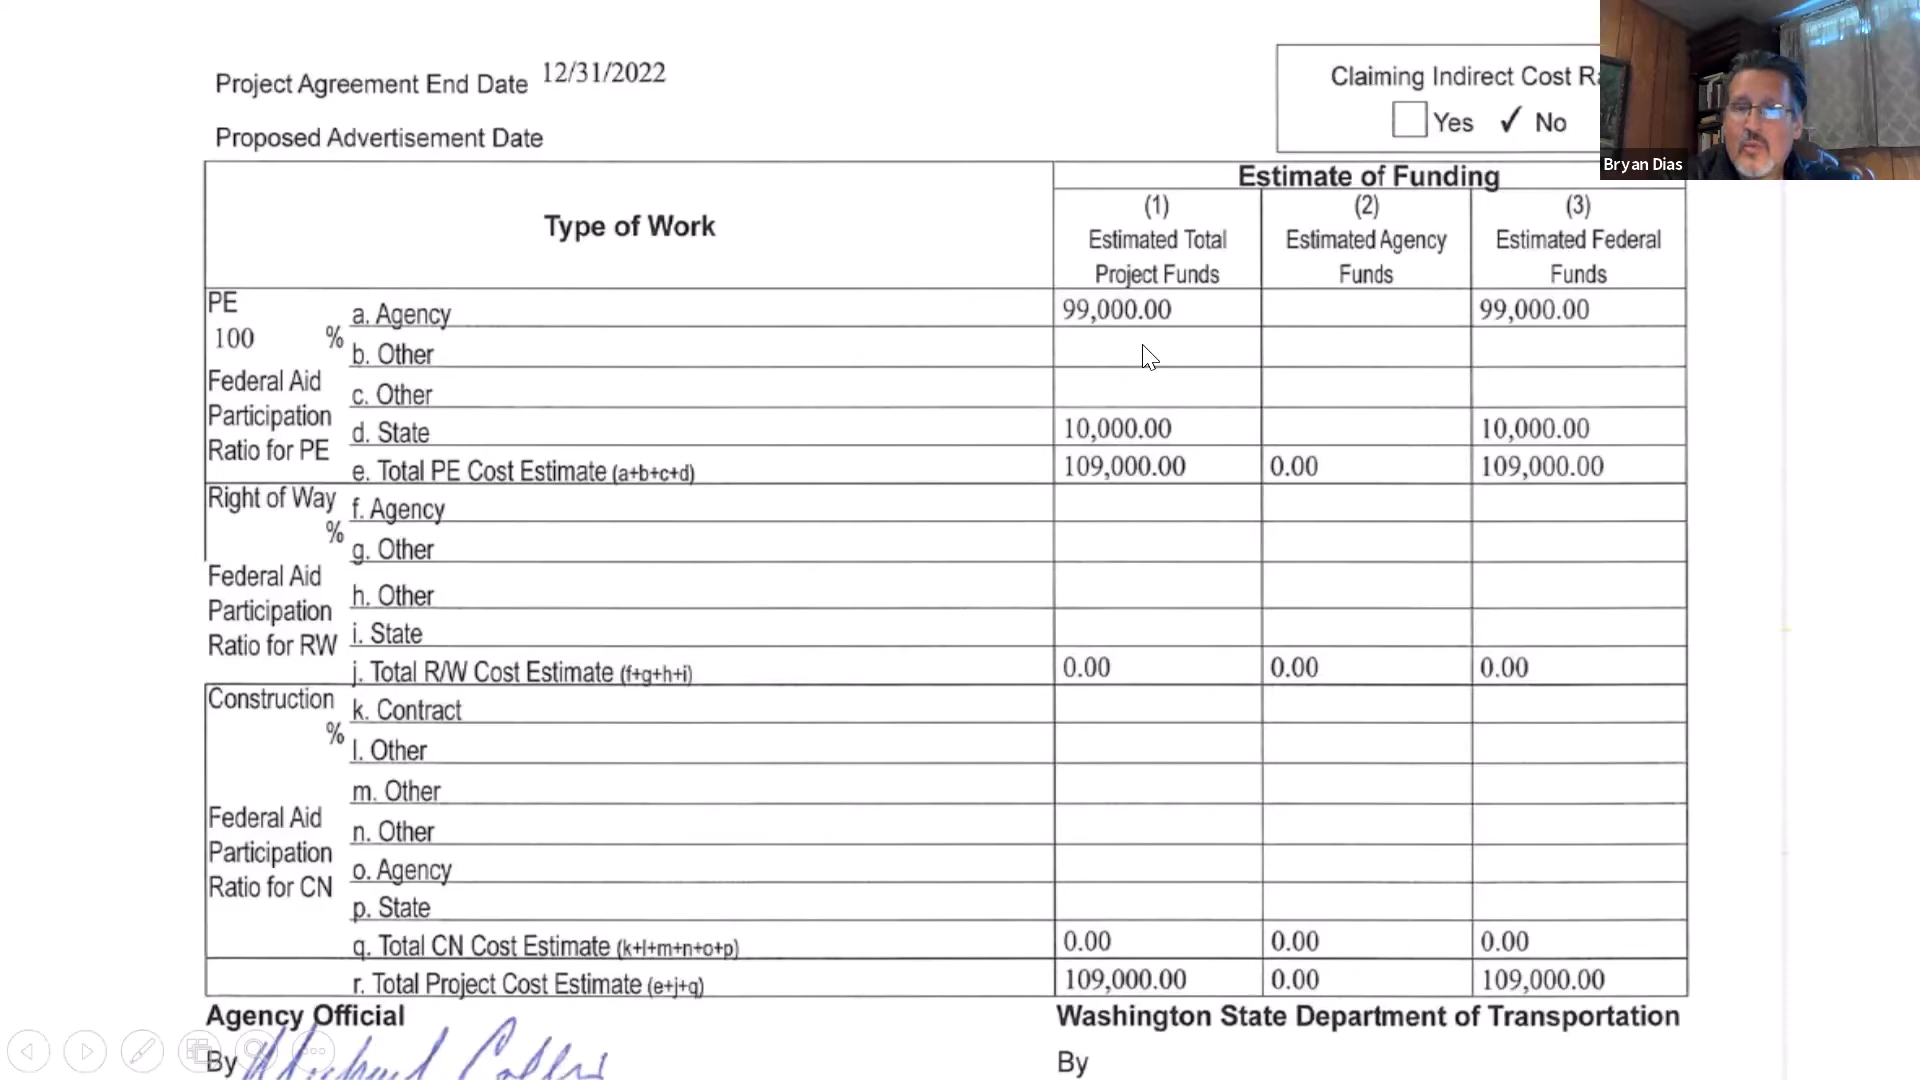 Project Agreement End Date 12/31/2022
Claiming Indirect Cost
Yes ✓ No
Proposed Advertisement Date
Bryan Dias
Type of Work
Estimate of Funding
(1) (2) (3)
Estimated Total Estimated Agency Estimated Federal
Project Funds Funds Funds
PE
100 %
Federal Aid
Participation
Ratio for PE
a. Agency 99,000.00 99,000.00
b. Other
c. Other
d. State 10,000.00 10,000.00
e. Total PE Cost Estimate (a+b+c+d) 109,000.00 0.00 109,000.00
Right of Way
%
Federal Aid
Participation
Ratio for RW
f. Agency
g. Other
h. Other
i. State
j. Total R/W Cost Estimate (f+g+h+i) 0.00 0.00 0.00
Construction
%
Federal Aid
Participation
Ratio for CN
k. Contract
l. Other
m. Other
n. Other
o. Agency
p. State
q. Total CN Cost Estimate (k+l+m+n+o+p) 0.00 0.00 0.00
r. Total Project Cost Estimate (e+j+q) 109,000.00 0.00 109,000.00
Agency Official
Washington State Department of Transportation
By
By